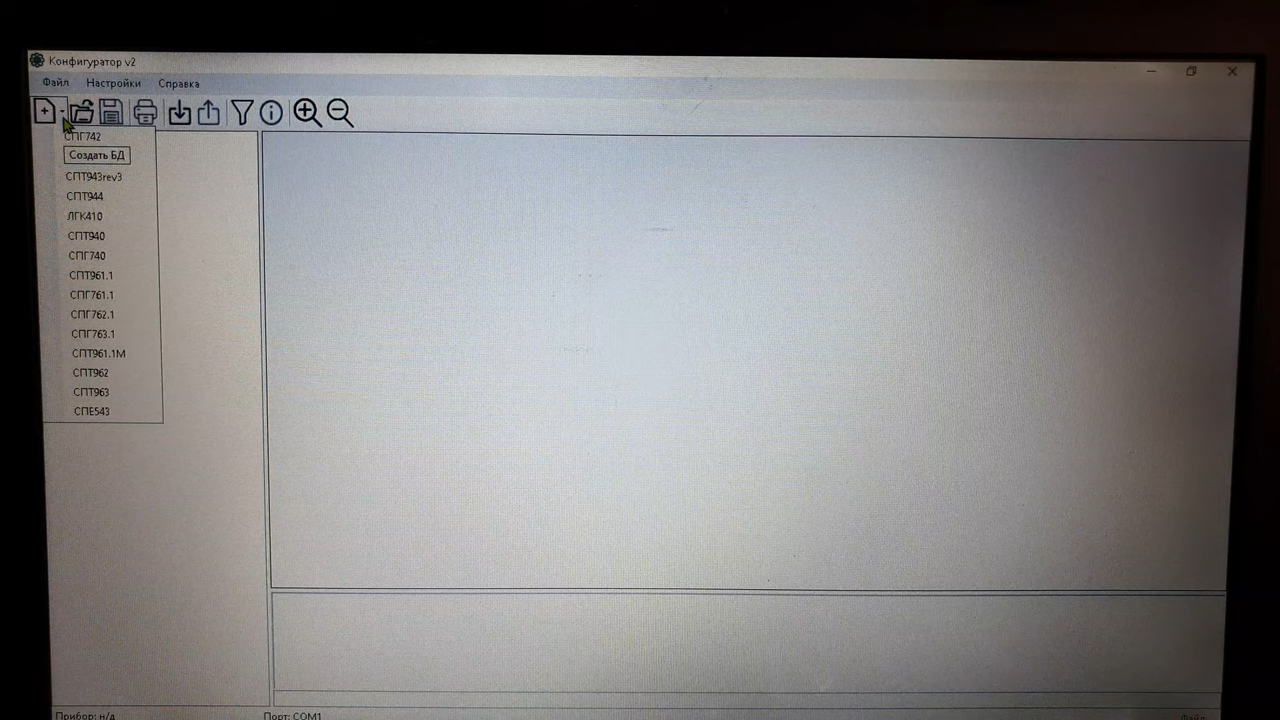 Конфигуратор v2
Файл Настройки Справка
СПГ742
Создать БД
СПТ943rev3
СПТ944
ЛГК410
СПТ940
СПГ740
СПТ961.1
СПГ761.1
СПГ762.1
СПГ763.1
СПТ961.1М
СПТ962
СПТ963
СПЕ543
Прибор: н/д Порт: COM1 Файл